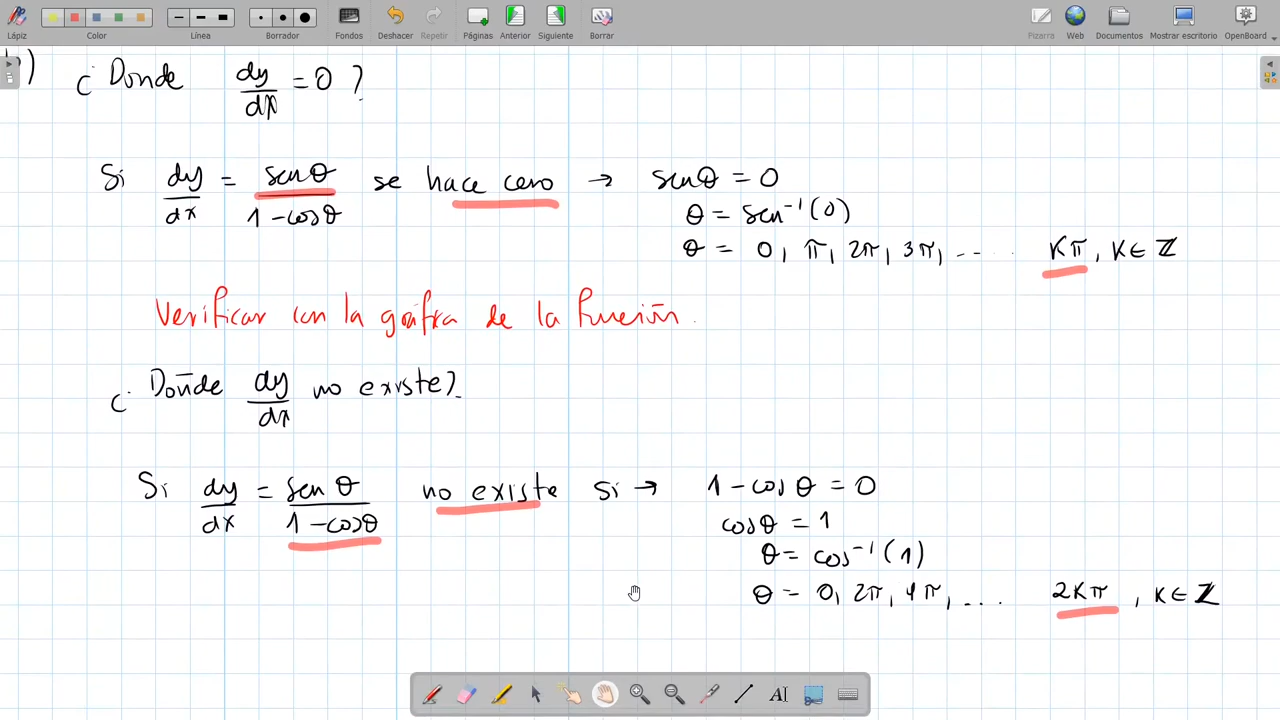 Lápiz Color Línea Borrador Fondos Deshacer Repetir Páginas Anterior Siguiente Borrar Pizarra Web Documentos Mostrar escritorio OpenBoard
b) ¿Donde dy/dx = 0?
Si dy/dx = senθ/(1-cosθ) se hace cero → senθ = 0
θ = sen⁻¹(0)
θ = 0, π, 2π, 3π, .... Kπ, K∈ℤ
Verificar con la gráfica de la función.
¿Donde dy/dx no existe?
Si dy/dx = senθ/(1-cosθ) no existe si → 1-cosθ = 0
cosθ = 1
θ = cos⁻¹(1)
θ = 0, 2π, 4π, ... 2Kπ, K∈ℤ
AI